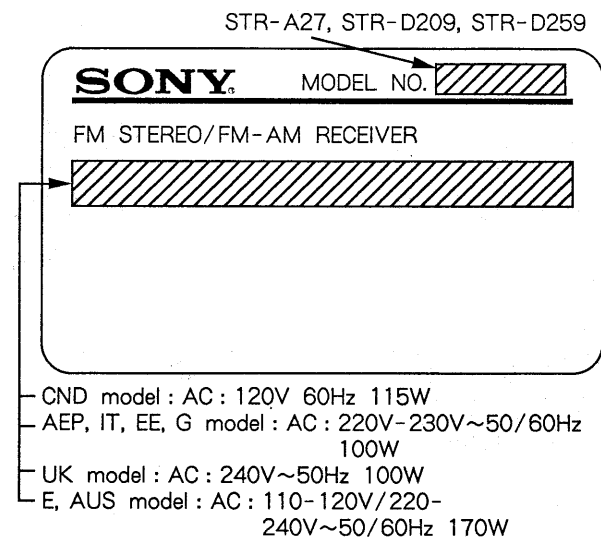 STR-A27, STR-D209, STR-D259
SONY® MODEL NO.
FM STEREO/FM-AM RECEIVER
CND model : AC : 120V 60Hz 115W
AEP, IT, EE, G model : AC : 220V-230V~50/60Hz
100W
UK model : AC : 240V~50Hz 100W
E, AUS model : AC : 110-120V/220-
240V~50/60Hz 170W